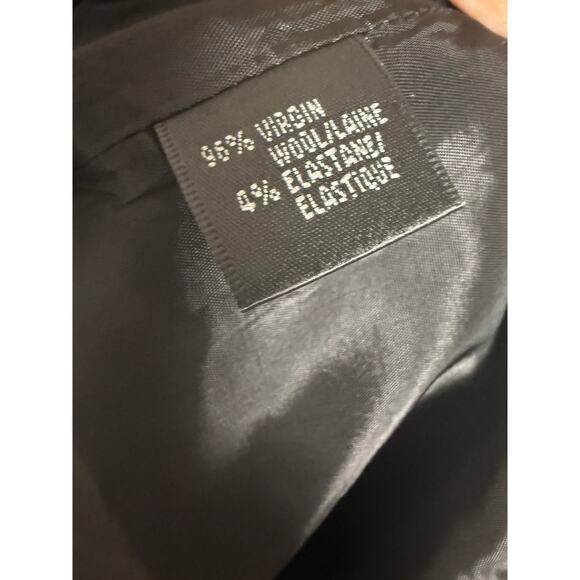 96% VIRGIN
WOOL/LAINE
4% ELASTANE/
ELASTIQUE